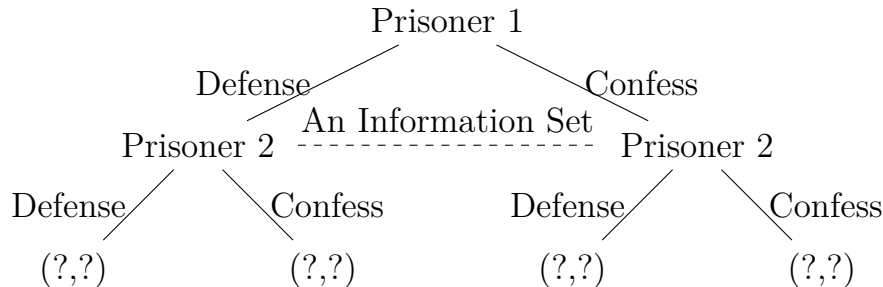 Prisoner 1
Defense Confess
An Information Set
Prisoner 2 Prisoner 2
Defense Confess Defense Confess
(?,?) (?,?) (?,?) (?,?)